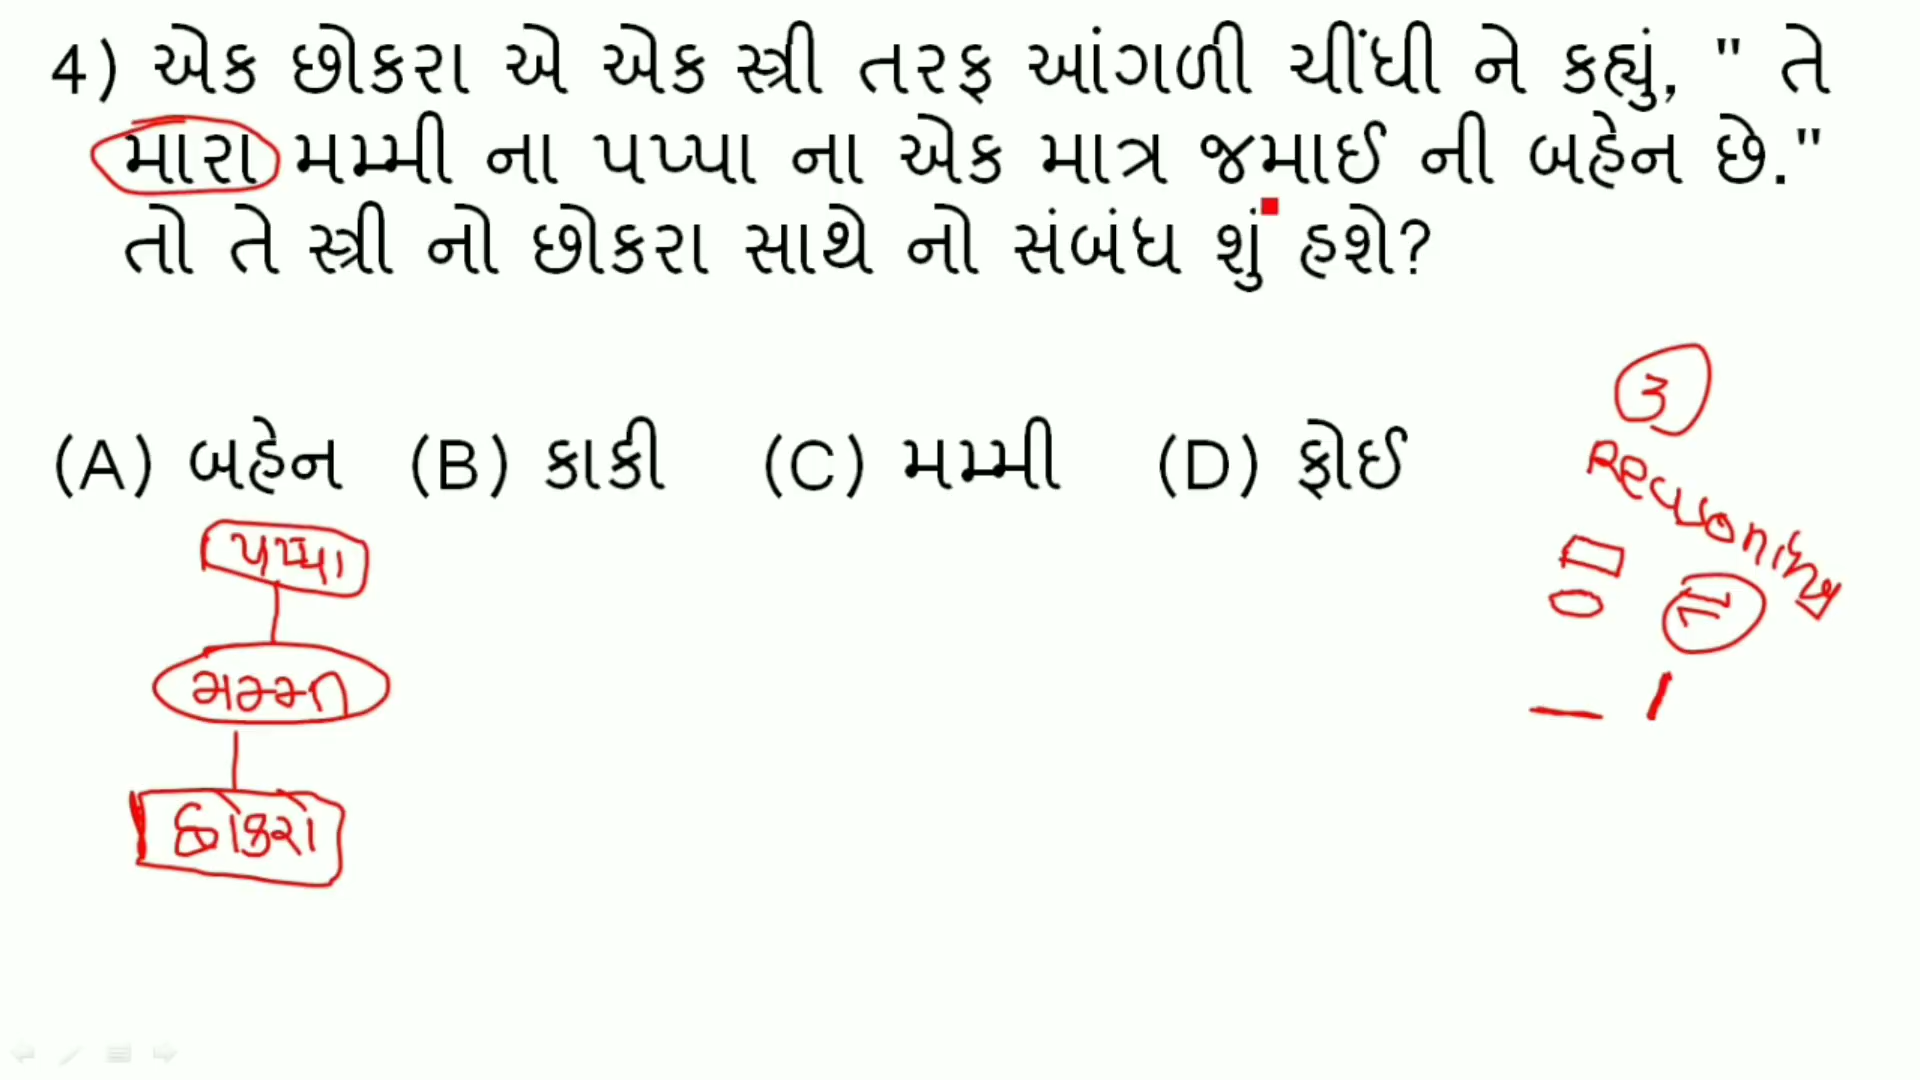 4) એક છોકરા એ એક સ્ત્રી તરફ આંગળી ચીંધી ને કહ્યું, " તે
મારા મમ્મી ના પપ્પા ના એક માત્ર જમાઈ ની બહેન છે."
તો તે સ્ત્રી નો છોકરા સાથે નો સંબંધ શું હશે?
(A) બહેન (B) કાકી (C) મમ્મી (D) ફોઈ
૩
Reasoning
પપ્પા
મમ્મી
છોકરો